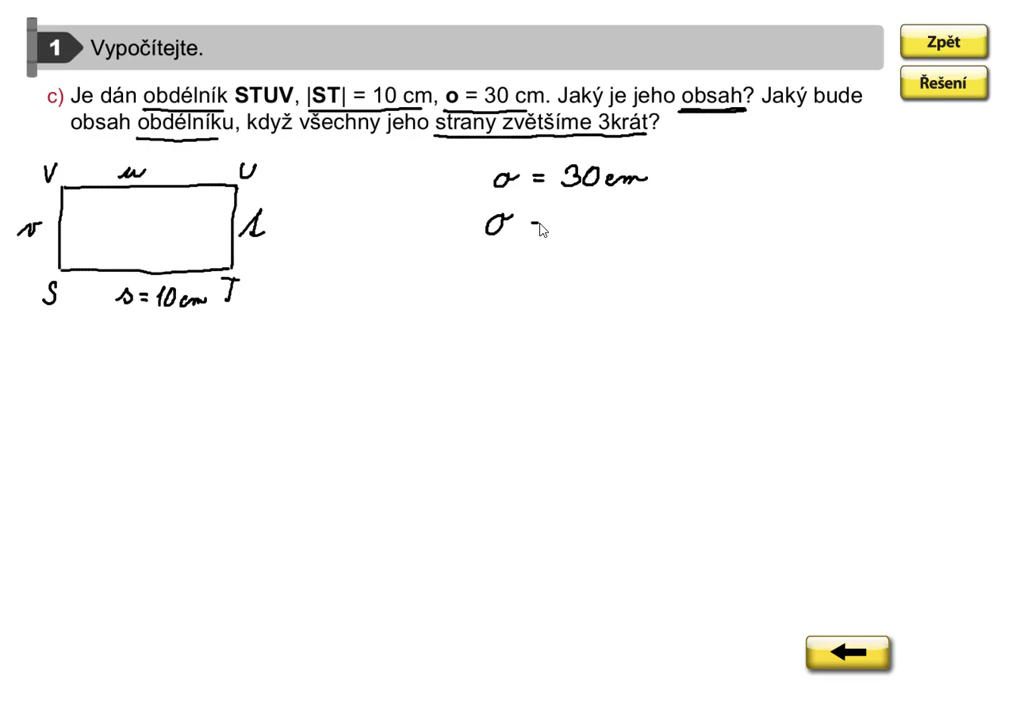 1 Vypočítejte.
Zpět
Řešení
c) Je dán obdélník STUV, |ST| = 10 cm, o = 30 cm. Jaký je jeho obsah? Jaký bude
obsah obdélníku, když všechny jeho strany zvětšíme 3krát?
V u U
o = 30 cm
v t
o =
S s = 10 cm T